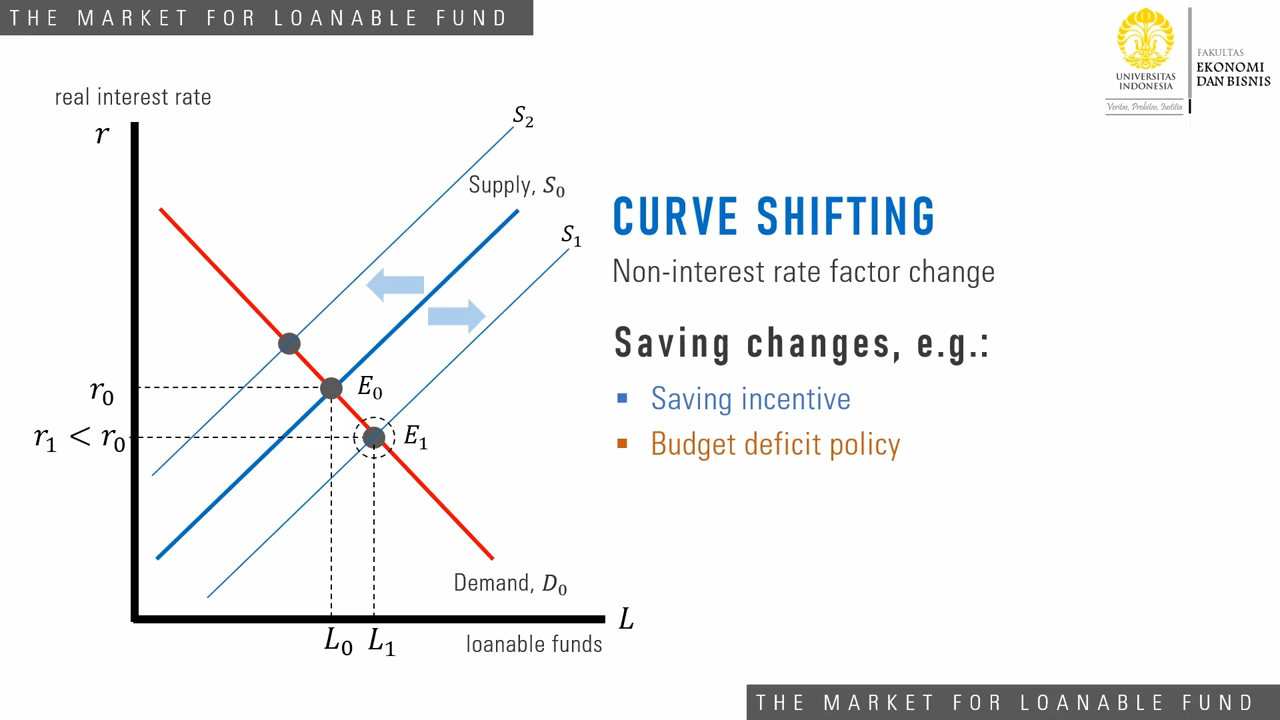 THE MARKET FOR LOANABLE FUND
UNIVERSITAS
INDONESIA
Veritas, Probitas, Iustitia
FAKULTAS
EKONOMI
DAN BISNIS
real interest rate
r
S₂
Supply, S₀
S₁
CURVE SHIFTING
Non-interest rate factor change
Saving changes, e.g.:
▪ Saving incentive
▪ Budget deficit policy
r₀
E₀
r₁ < r₀
E₁
Demand, D₀
L
L₀ L₁
loanable funds
THE MARKET FOR LOANABLE FUND